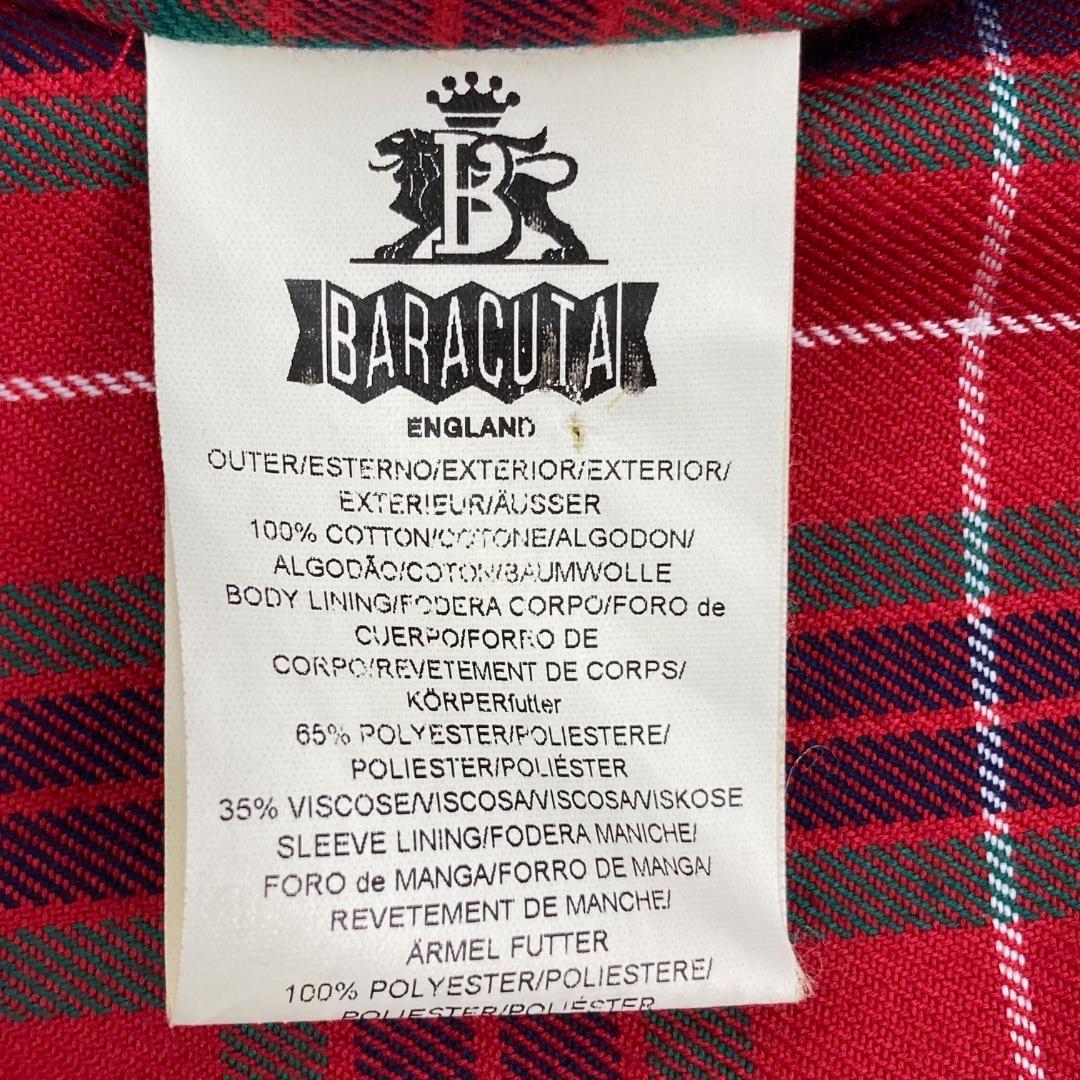 B
BARACUTA
ENGLAND
OUTER/ESTERNO/EXTERIOR/EXTERIOR/
EXTERIEUR/ÄUSSER
100% COTTON/COTONE/ALGODON/
ALGODÃO/COTON/BAUMWOLLE
BODY LINING/FODERA CORPO/FORO de
CUERPO/FORRO DE
CORPO/REVETEMENT DE CORPS/
KÖRPERfutter
65% POLYESTER/POLIESTERE/
POLIESTER/POLIÉSTER
35% VISCOSE/VISCOSA/VISCOSA/VISKOSE
SLEEVE LINING/FODERA MANICHE/
FORO de MANGA/FORRO DE MANGA/
REVETEMENT DE MANCHE/
ÄRMEL FUTTER
100% POLYESTER/POLIESTERE/
POLIESTER/POLIÉSTER